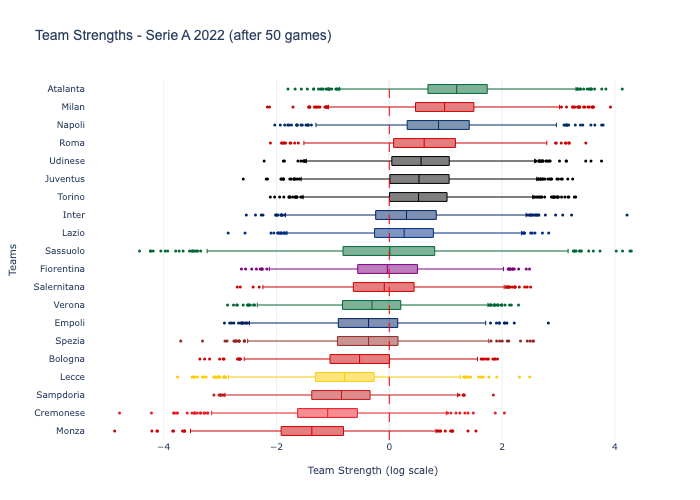 Team Strengths - Serie A 2022 (after 50 games)
Atalanta
Milan
Napoli
Roma
Udinese
Juventus
Torino
Inter
Lazio
Sassuolo
Fiorentina
Salernitana
Verona
Empoli
Spezia
Bologna
Lecce
Sampdoria
Cremonese
Monza
Teams
−4 −2 0 2 4
Team Strength (log scale)